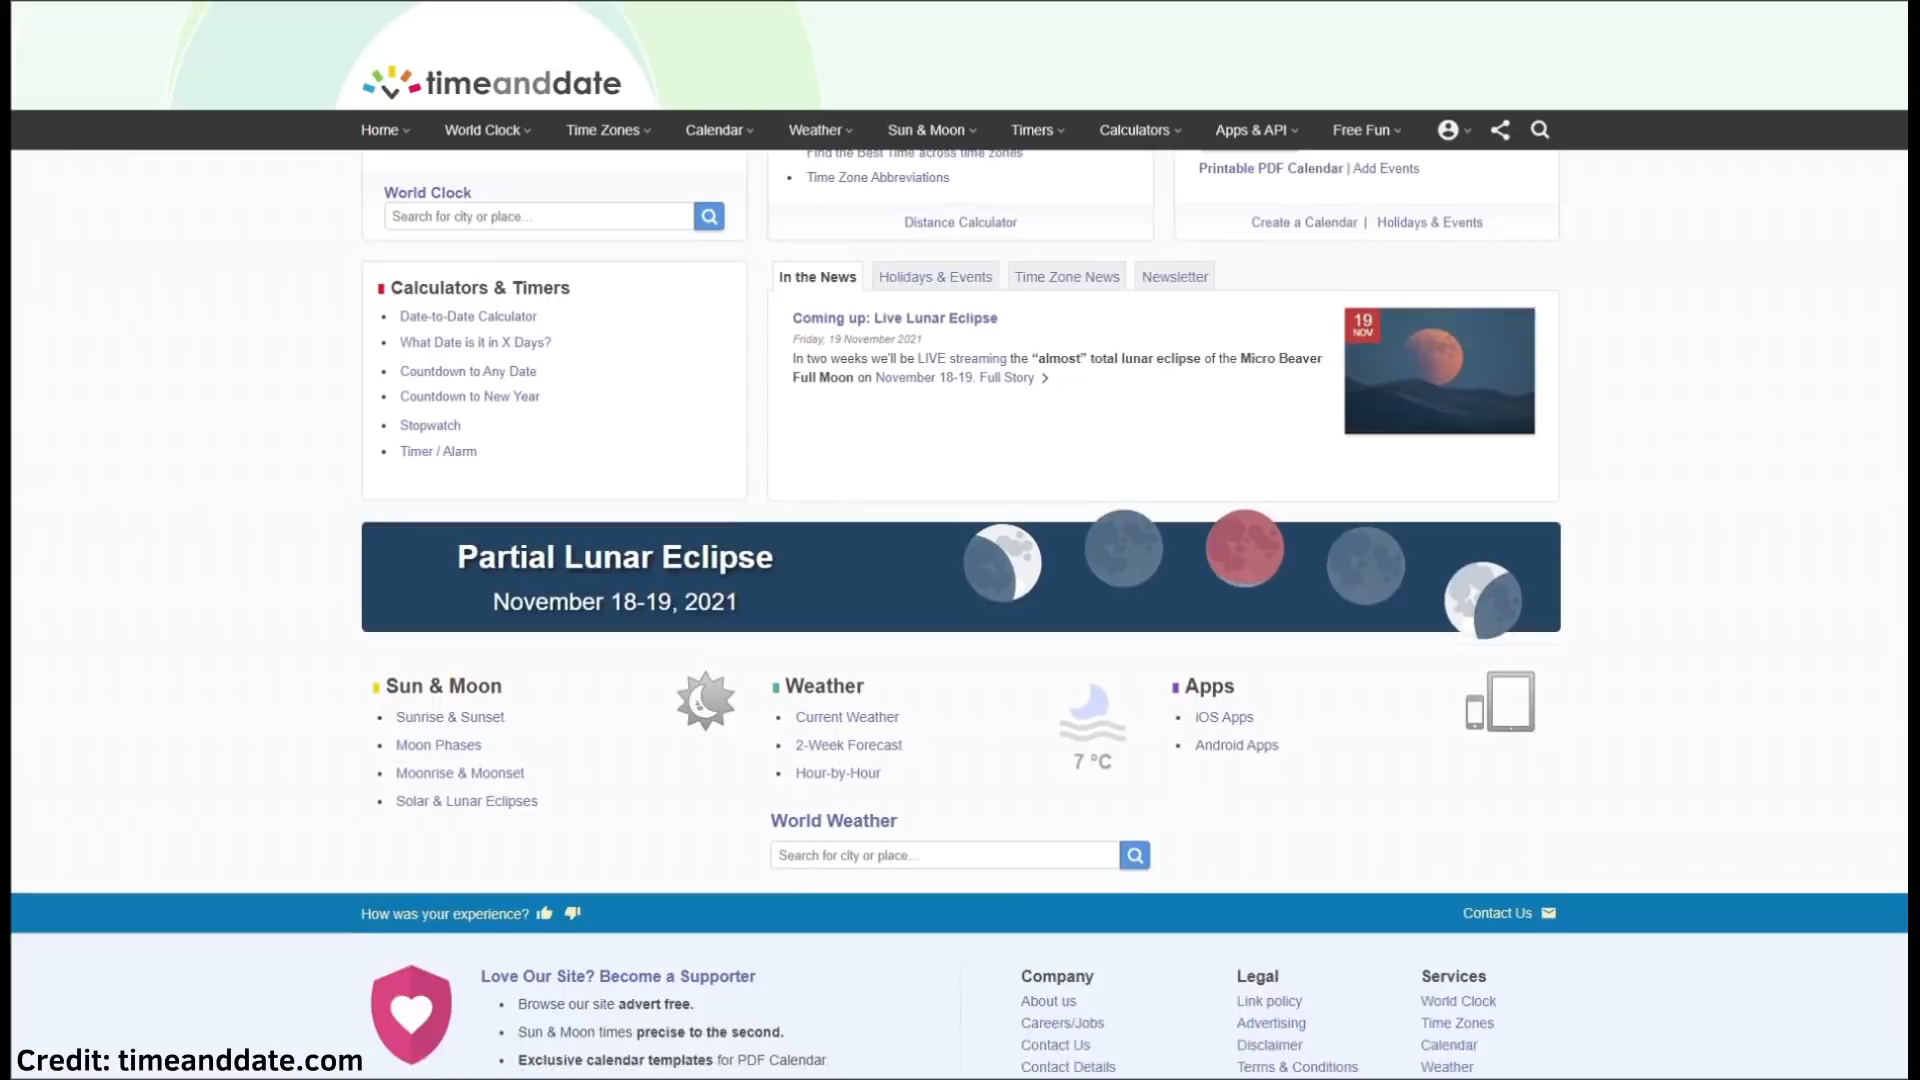 timeanddate
Home World Clock Time Zones Calendar Weather Sun & Moon Timers Calculators Apps & API Free Fun
World Clock
Search for city or place...
Find the Best Time across time zones
Time Zone Abbreviations
Distance Calculator
Printable PDF Calendar | Add Events
Create a Calendar | Holidays & Events
Calculators & Timers
Date-to-Date Calculator
What Date is it in X Days?
Countdown to Any Date
Countdown to New Year
Stopwatch
Timer / Alarm
In the News Holidays & Events Time Zone News Newsletter
Coming up: Live Lunar Eclipse
Friday, 19 November 2021
In two weeks we'll be LIVE streaming the “almost” total lunar eclipse of the Micro Beaver
Full Moon on November 18-19. Full Story
19
NOV
Partial Lunar Eclipse
November 18-19, 2021
Sun & Moon
Sunrise & Sunset
Moon Phases
Moonrise & Moonset
Solar & Lunar Eclipses
Weather
Current Weather
2-Week Forecast
Hour-by-Hour
7 °C
World Weather
Search for city or place...
Apps
iOS Apps
Android Apps
How was your experience?
Contact Us
Love Our Site? Become a Supporter
Browse our site advert free.
Sun & Moon times precise to the second.
Exclusive calendar templates for PDF Calendar.
Company
About us
Careers/Jobs
Contact Us
Contact Details
Legal
Link policy
Advertising
Disclaimer
Terms & Conditions
Services
World Clock
Time Zones
Calendar
Weather
Credit: timeanddate.com